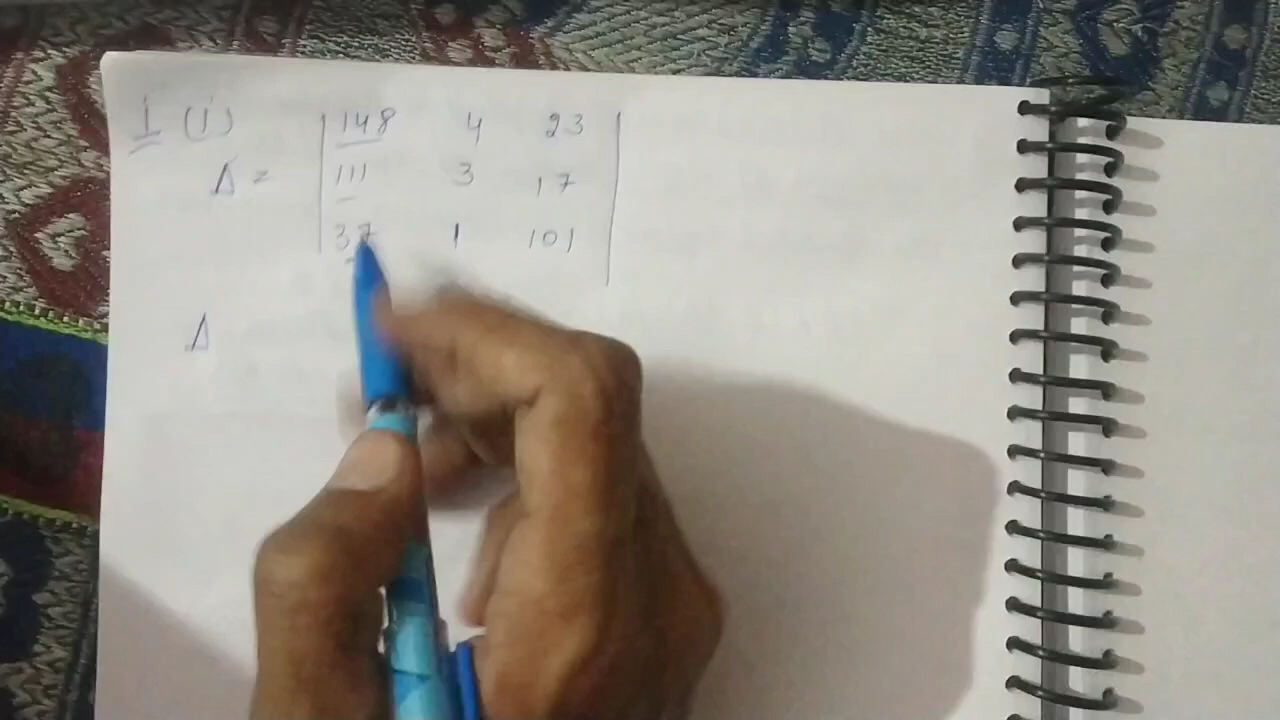 1 (i)
Δ = | 148 4 23 |
| 111 3 17 |
| 37 1 101 |
Δ